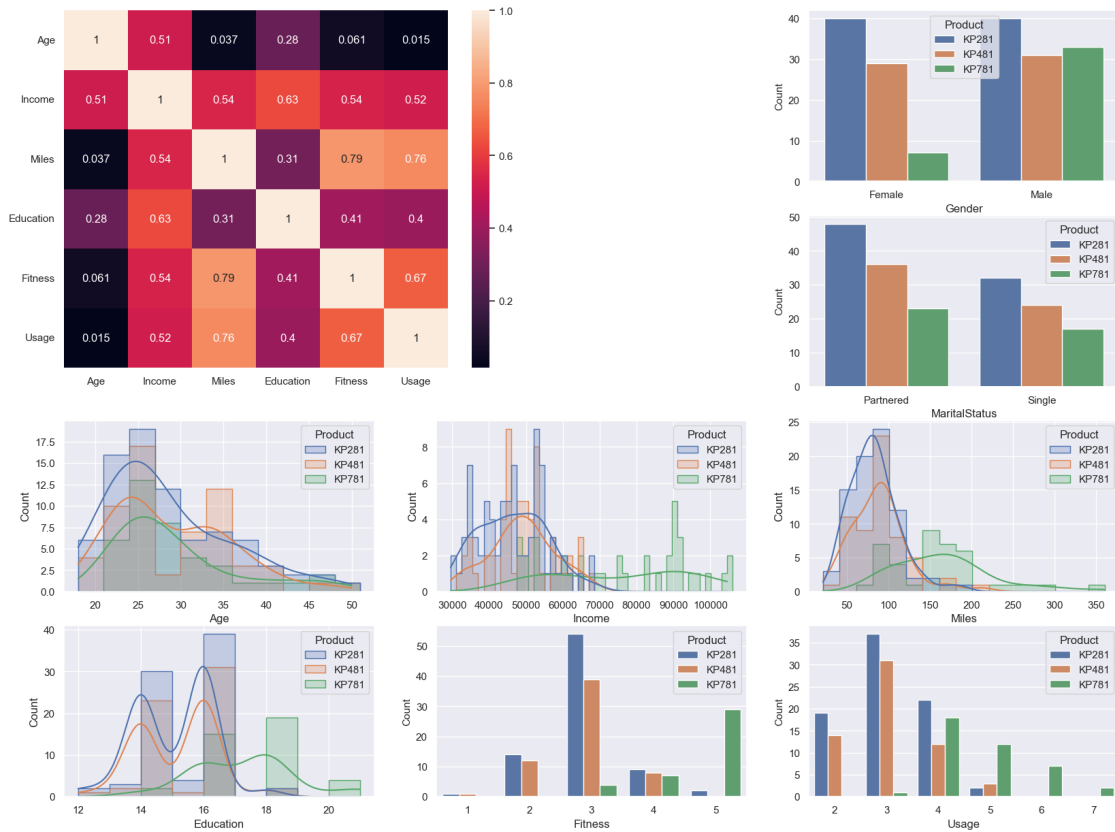 Age 1 0.51 0.037 0.28 0.061 0.015
Income 0.51 1 0.54 0.63 0.54 0.52
Miles 0.037 0.54 1 0.31 0.79 0.76
Education 0.28 0.63 0.31 1 0.41 0.4
Fitness 0.061 0.54 0.79 0.41 1 0.67
Usage 0.015 0.52 0.76 0.4 0.67 1
Age Income Miles Education Fitness Usage
1.0
0.8
0.6
0.4
0.2
Product
KP281
KP481
KP781
Count
40
30
20
10
0
Female Male
Gender
Product
KP281
KP481
KP781
Count
50
40
30
20
10
0
Partnered Single
MaritalStatus
Product
KP281
KP481
KP781
Count
17.5
15.0
12.5
10.0
7.5
5.0
2.5
0.0
20 25 30 35 40 45 50
Age
Product
KP281
KP481
KP781
Count
8
6
4
2
0
30000 40000 50000 60000 70000 80000 90000 100000
Income
Product
KP281
KP481
KP781
Count
25
20
15
10
5
0
50 100 150 200 250 300 350
Miles
Product
KP281
KP481
KP781
Count
40
30
20
10
0
12 14 16 18 20
Education
Product
KP281
KP481
KP781
Count
50
40
30
20
10
0
1 2 3 4 5
Fitness
Product
KP281
KP481
KP781
Count
35
30
25
20
15
10
5
0
2 3 4 5 6 7
Usage